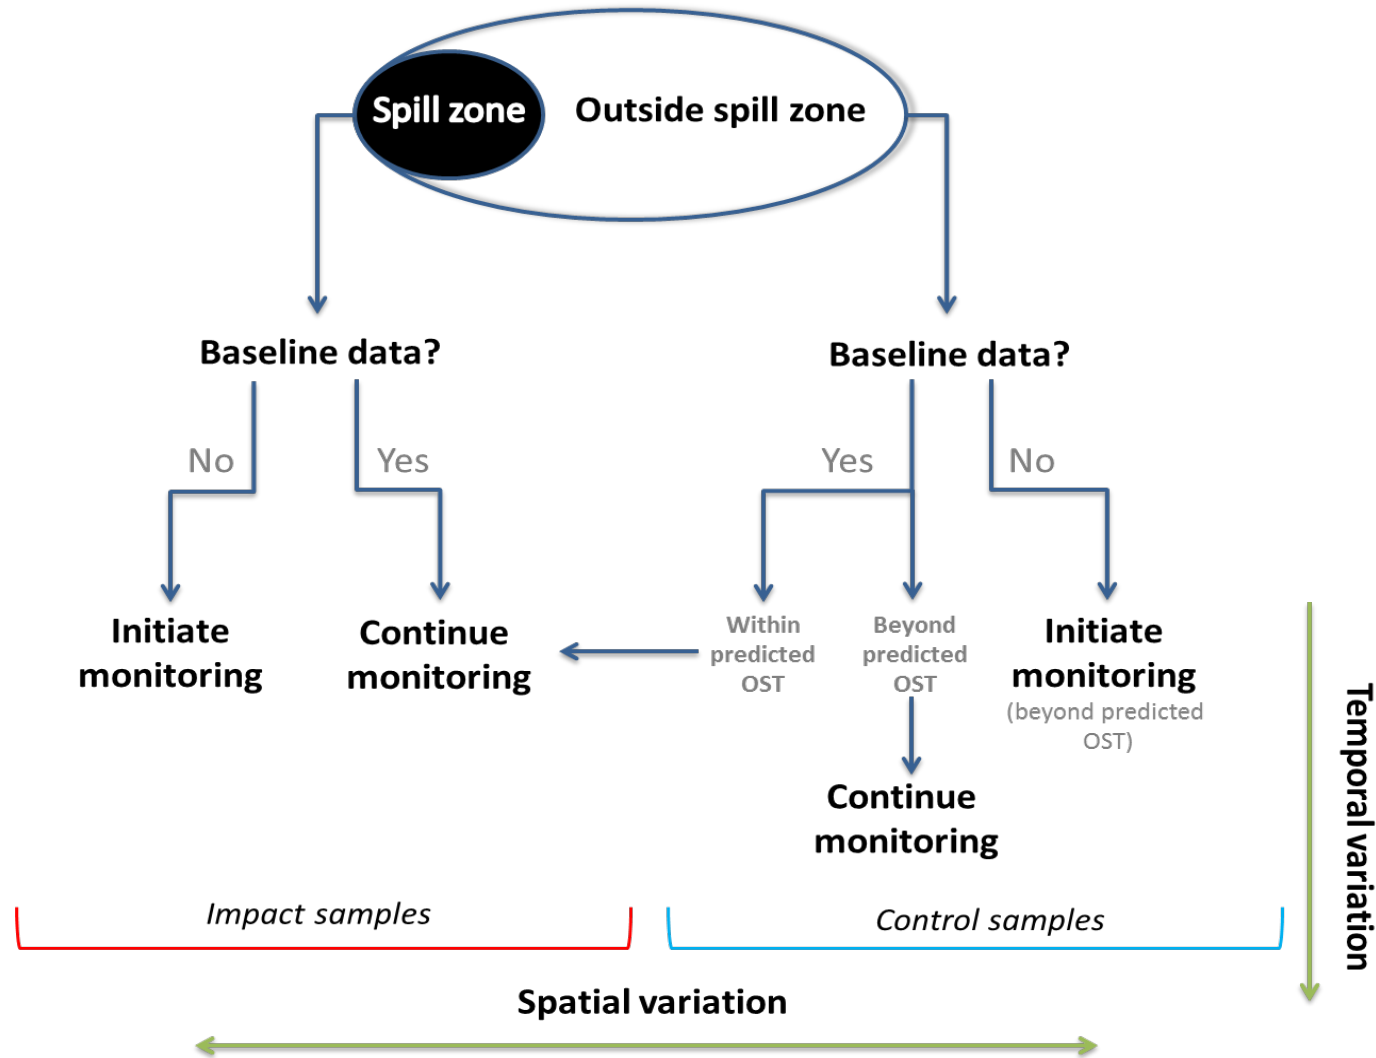 Spill zone
Outside spill zone
Baseline data?
Baseline data?
No
Yes
Yes
No
Initiate
monitoring
Continue
monitoring
Within
predicted
OST
Beyond
predicted
OST
Initiate
monitoring
(beyond predicted
OST)
Continue
monitoring
Temporal variation
Impact samples
Control samples
Spatial variation